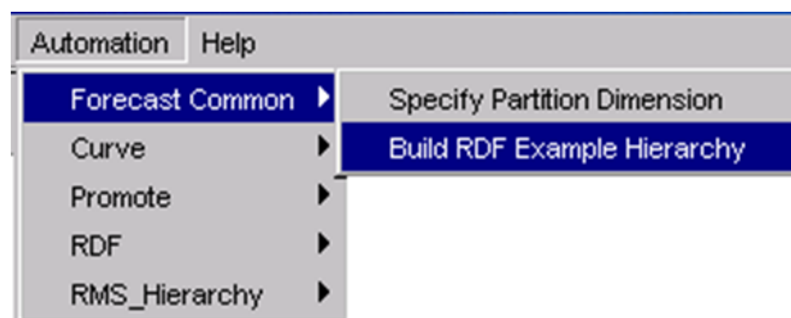 Automation Help
Forecast Common Specify Partition Dimension
Curve Build RDF Example Hierarchy
Promote
RDF
RMS_Hierarchy